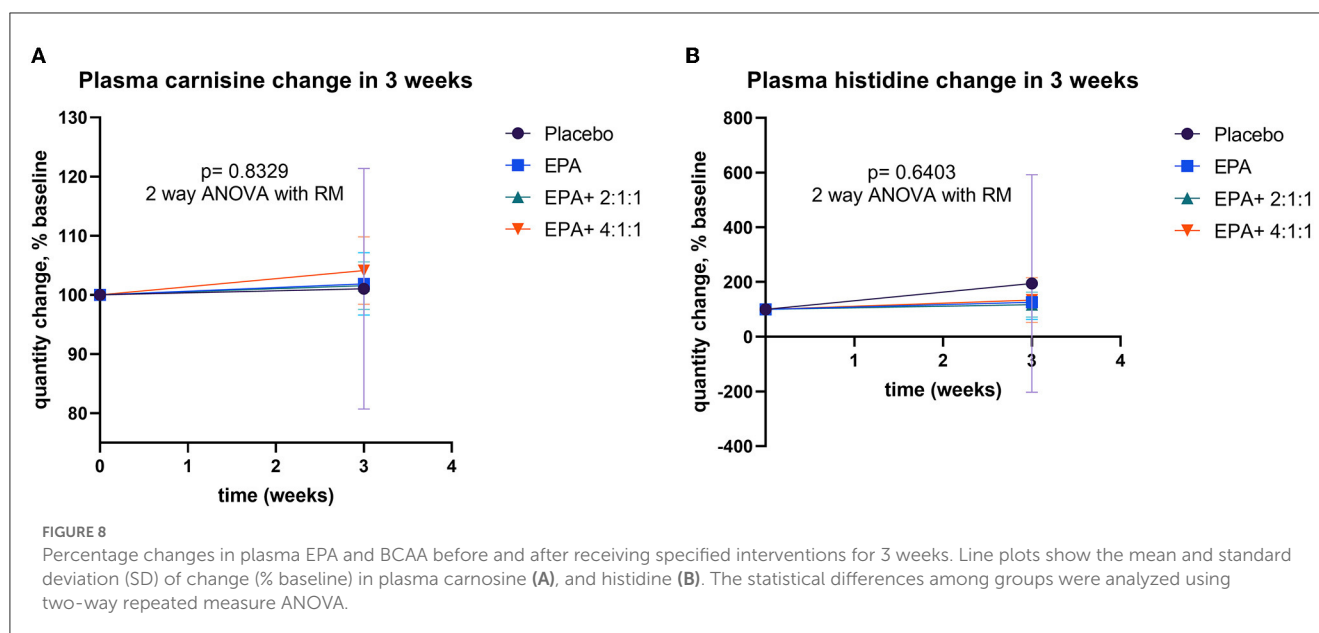 A
Plasma carnisine change in 3 weeks
130
120
110
100
90
80
quantity change, % baseline
p= 0.8329
2 way ANOVA with RM
0
1
2
3
4
time (weeks)
Placebo
EPA
EPA+ 2:1:1
EPA+ 4:1:1
B
Plasma histidine change in 3 weeks
800
600
400
200
0
-200
-400
quantity change, % baseline
p= 0.6403
2 way ANOVA with RM
1
2
3
4
time (weeks)
Placebo
EPA
EPA+ 2:1:1
EPA+ 4:1:1
FIGURE 8
Percentage changes in plasma EPA and BCAA before and after receiving specified interventions for 3 weeks. Line plots show the mean and standard
deviation (SD) of change (% baseline) in plasma carnosine (A), and histidine (B). The statistical differences among groups were analyzed using
two-way repeated measure ANOVA.